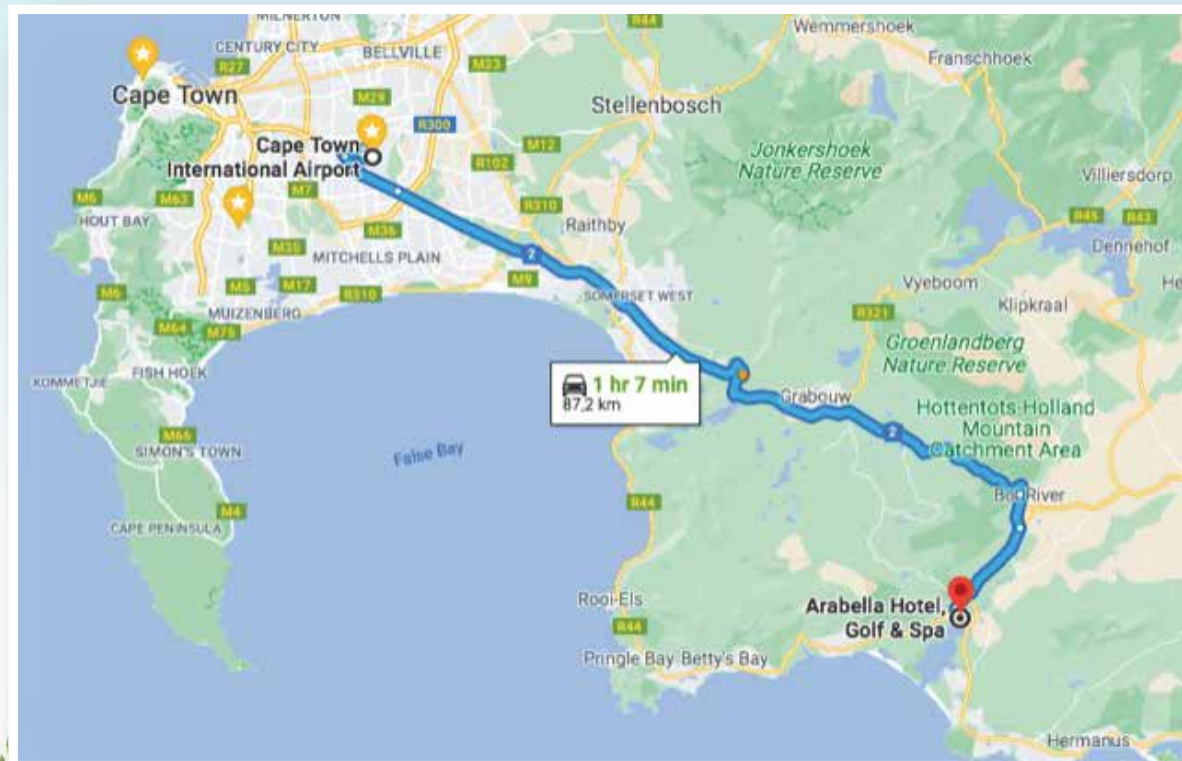 MILNERTON
R44
Wemmershoek
CENTURY CITY
BELLVILLE
M23
Franschhoek
R27
Cape Town
M29
Stellenbosch
R300
Cape Town
International Airport
M12
R102
Jonkershoek
Nature Reserve
M6
M63
M7
Villiersdorp
R310
HOUT BAY
M36
Raithby
R45
R43
M35
MITCHELLS PLAIN
2
Dennehof
M6
M5
M17
R310
M9
SOMERSET WEST
Vyeboom
He
Klipkraal
MUIZENBERG
M64
M75
R321
Groenlandberg
Nature Reserve
KOMMETJIE
FISH HOEK
1 hr 7 min
87,2 km
Grabouw
Hottentots-Holland
Mountain
Catchment Area
2
M66
SIMON'S TOWN
False Bay
Bot River
R44
M4
CAPE PENINSULA
Rooi-Els
Arabella Hotel,
Golf & Spa
R44
Pringle Bay
Betty's Bay
Hermanus